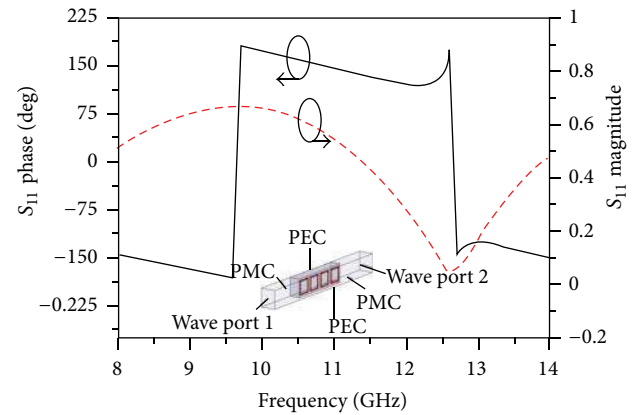 S11 phase (deg)
225
150
75
0
−75
−150
−0.225
1
0.8
0.6
0.4
0.2
0
−0.2
S11 magnitude
PEC
PMC
Wave port 2
PMC
Wave port 1
PEC
8
9
10
11
12
13
14
Frequency (GHz)